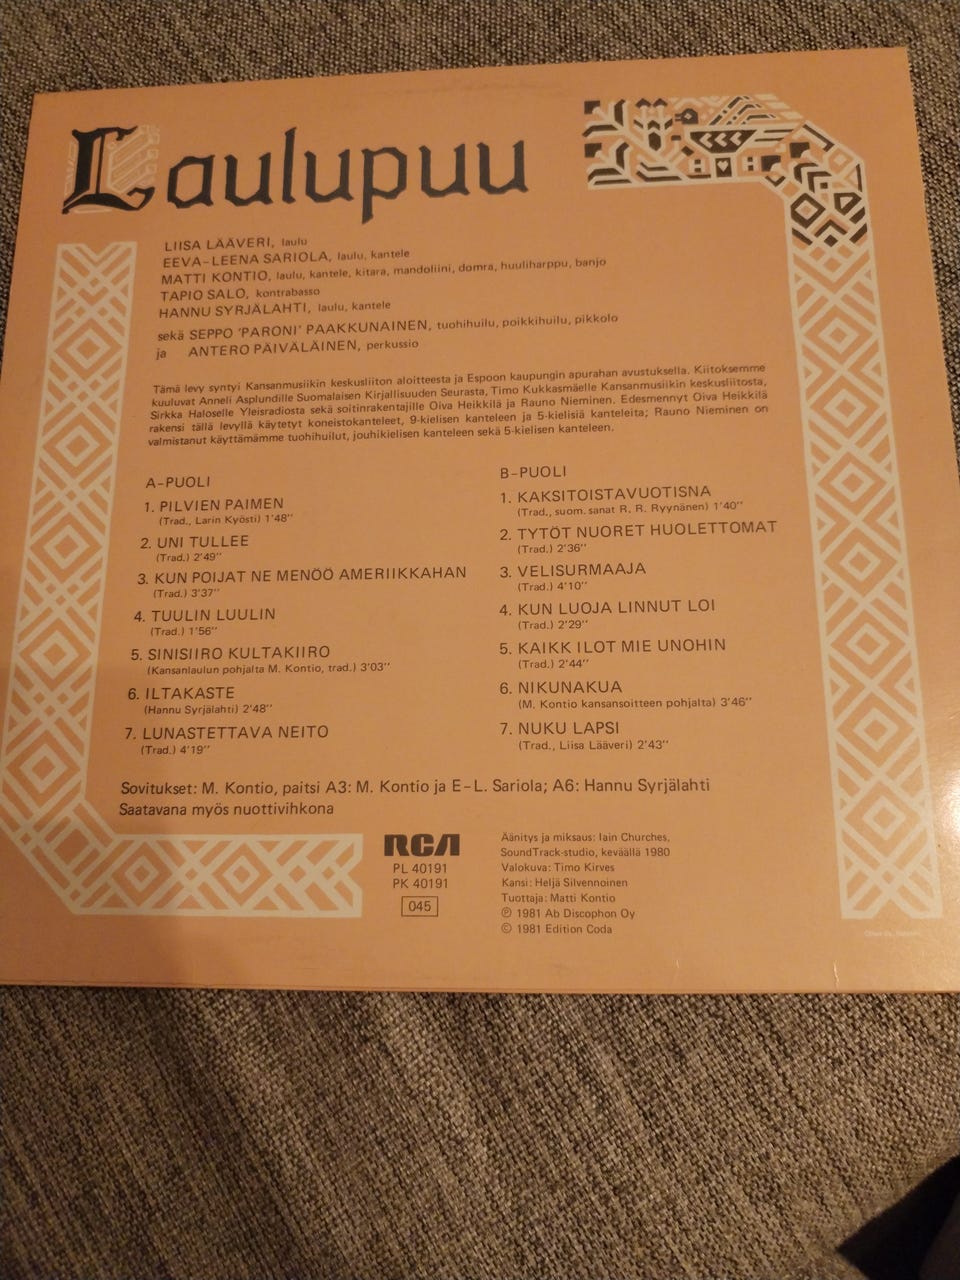 Laulupuu
LIISA LÄÄVERI, laulu
EEVA-LEENA SARIOLA, laulu, kantele
MATTI KONTIO, laulu, kantele, kitara, mandoliini, domra, huuliharppu, banjo
TAPIO SALO, kontrabasso
HANNU SYRJÄLAHTI, laulu, kantele
sekä SEPPO 'PARONI' PAAKKUNAINEN, tuohihuilu, poikkihuilu, pikkolo
ja ANTERO PÄIVÄLÄINEN, perkussio
Tämä levy syntyi Kansanmusiikin keskusliiton aloitteesta ja Espoon kaupungin apurahan avustuksella. Kiitoksemme
kuuluvat Anneli Asplundille Suomalaisen Kirjallisuuden Seurasta, Timo Kukkasmäelle Kansanmusiikin keskusliitosta,
Sirkka Haloselle Yleisradiosta sekä soitinrakentajille Oiva Heikkilä ja Rauno Nieminen. Edesmennyt Oiva Heikkilä
rakensi tällä levyllä käytetyt koneistokanteleet, 9-kielisen kanteleen ja 5-kielisiä kanteleita; Rauno Nieminen on
valmistanut käyttämämme tuohihuilut, jouhikielisen kanteleen sekä 5-kielisen kanteleen.
A-PUOLI
1. PILVIEN PAIMEN
(Trad., Larin Kyösti) 1'48''
2. UNI TULLEE
(Trad.) 2'49''
3. KUN POIJAT NE MENÖÖ AMERIIKKAHAN
(Trad.) 3'37''
4. TUULIN LUULIN
(Trad.) 1'56''
5. SINISIIRO KULTAKIIRO
(Kansanlaulun pohjalta M. Kontio, trad.) 3'03''
6. ILTAKASTE
(Hannu Syrjälahti) 2'48''
7. LUNASTETTAVA NEITO
(Trad.) 4'19''
B-PUOLI
1. KAKSITOISTAVUOTISNA
(Trad., suom. sanat R. R. Ryynänen) 1'40''
2. TYTÖT NUORET HUOLETTOMAT
(Trad.) 2'36''
3. VELISURMAAJA
(Trad.) 4'10''
4. KUN LUOJA LINNUT LOI
(Trad.) 2'29''
5. KAIKK ILOT MIE UNOHIN
(Trad.) 2'44''
6. NIKUNAKUA
(M. Kontio kansansoitteen pohjalta) 3'46''
7. NUKU LAPSI
(Trad., Liisa Lääveri) 2'43''
Sovitukset: M. Kontio, paitsi A3: M. Kontio ja E-L. Sariola; A6: Hannu Syrjälahti
Saatavana myös nuottivihkona
RCA
PL 40191
PK 40191
045
Äänitys ja miksaus: Iain Churches,
SoundTrack-studio, keväällä 1980
Valokuva: Timo Kirves
Kansi: Heljä Silvennoinen
Tuottaja: Matti Kontio
℗ 1981 Ab Discophon Oy
© 1981 Edition Coda